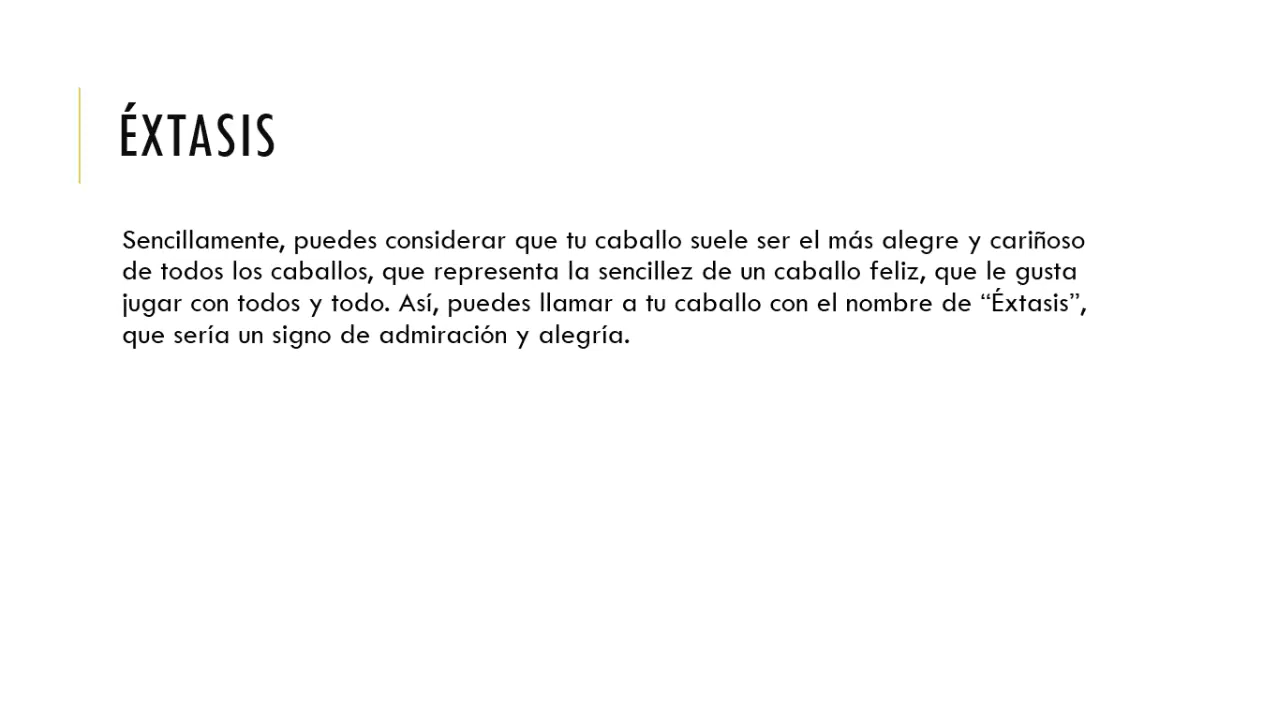 ÉXTASIS
Sencillamente, puedes considerar que tu caballo suele ser el más alegre y cariñoso
de todos los caballos, que representa la sencillez de un caballo feliz, que le gusta
jugar con todos y todo. Así, puedes llamar a tu caballo con el nombre de “Éxtasis”,
que sería un signo de admiración y alegría.